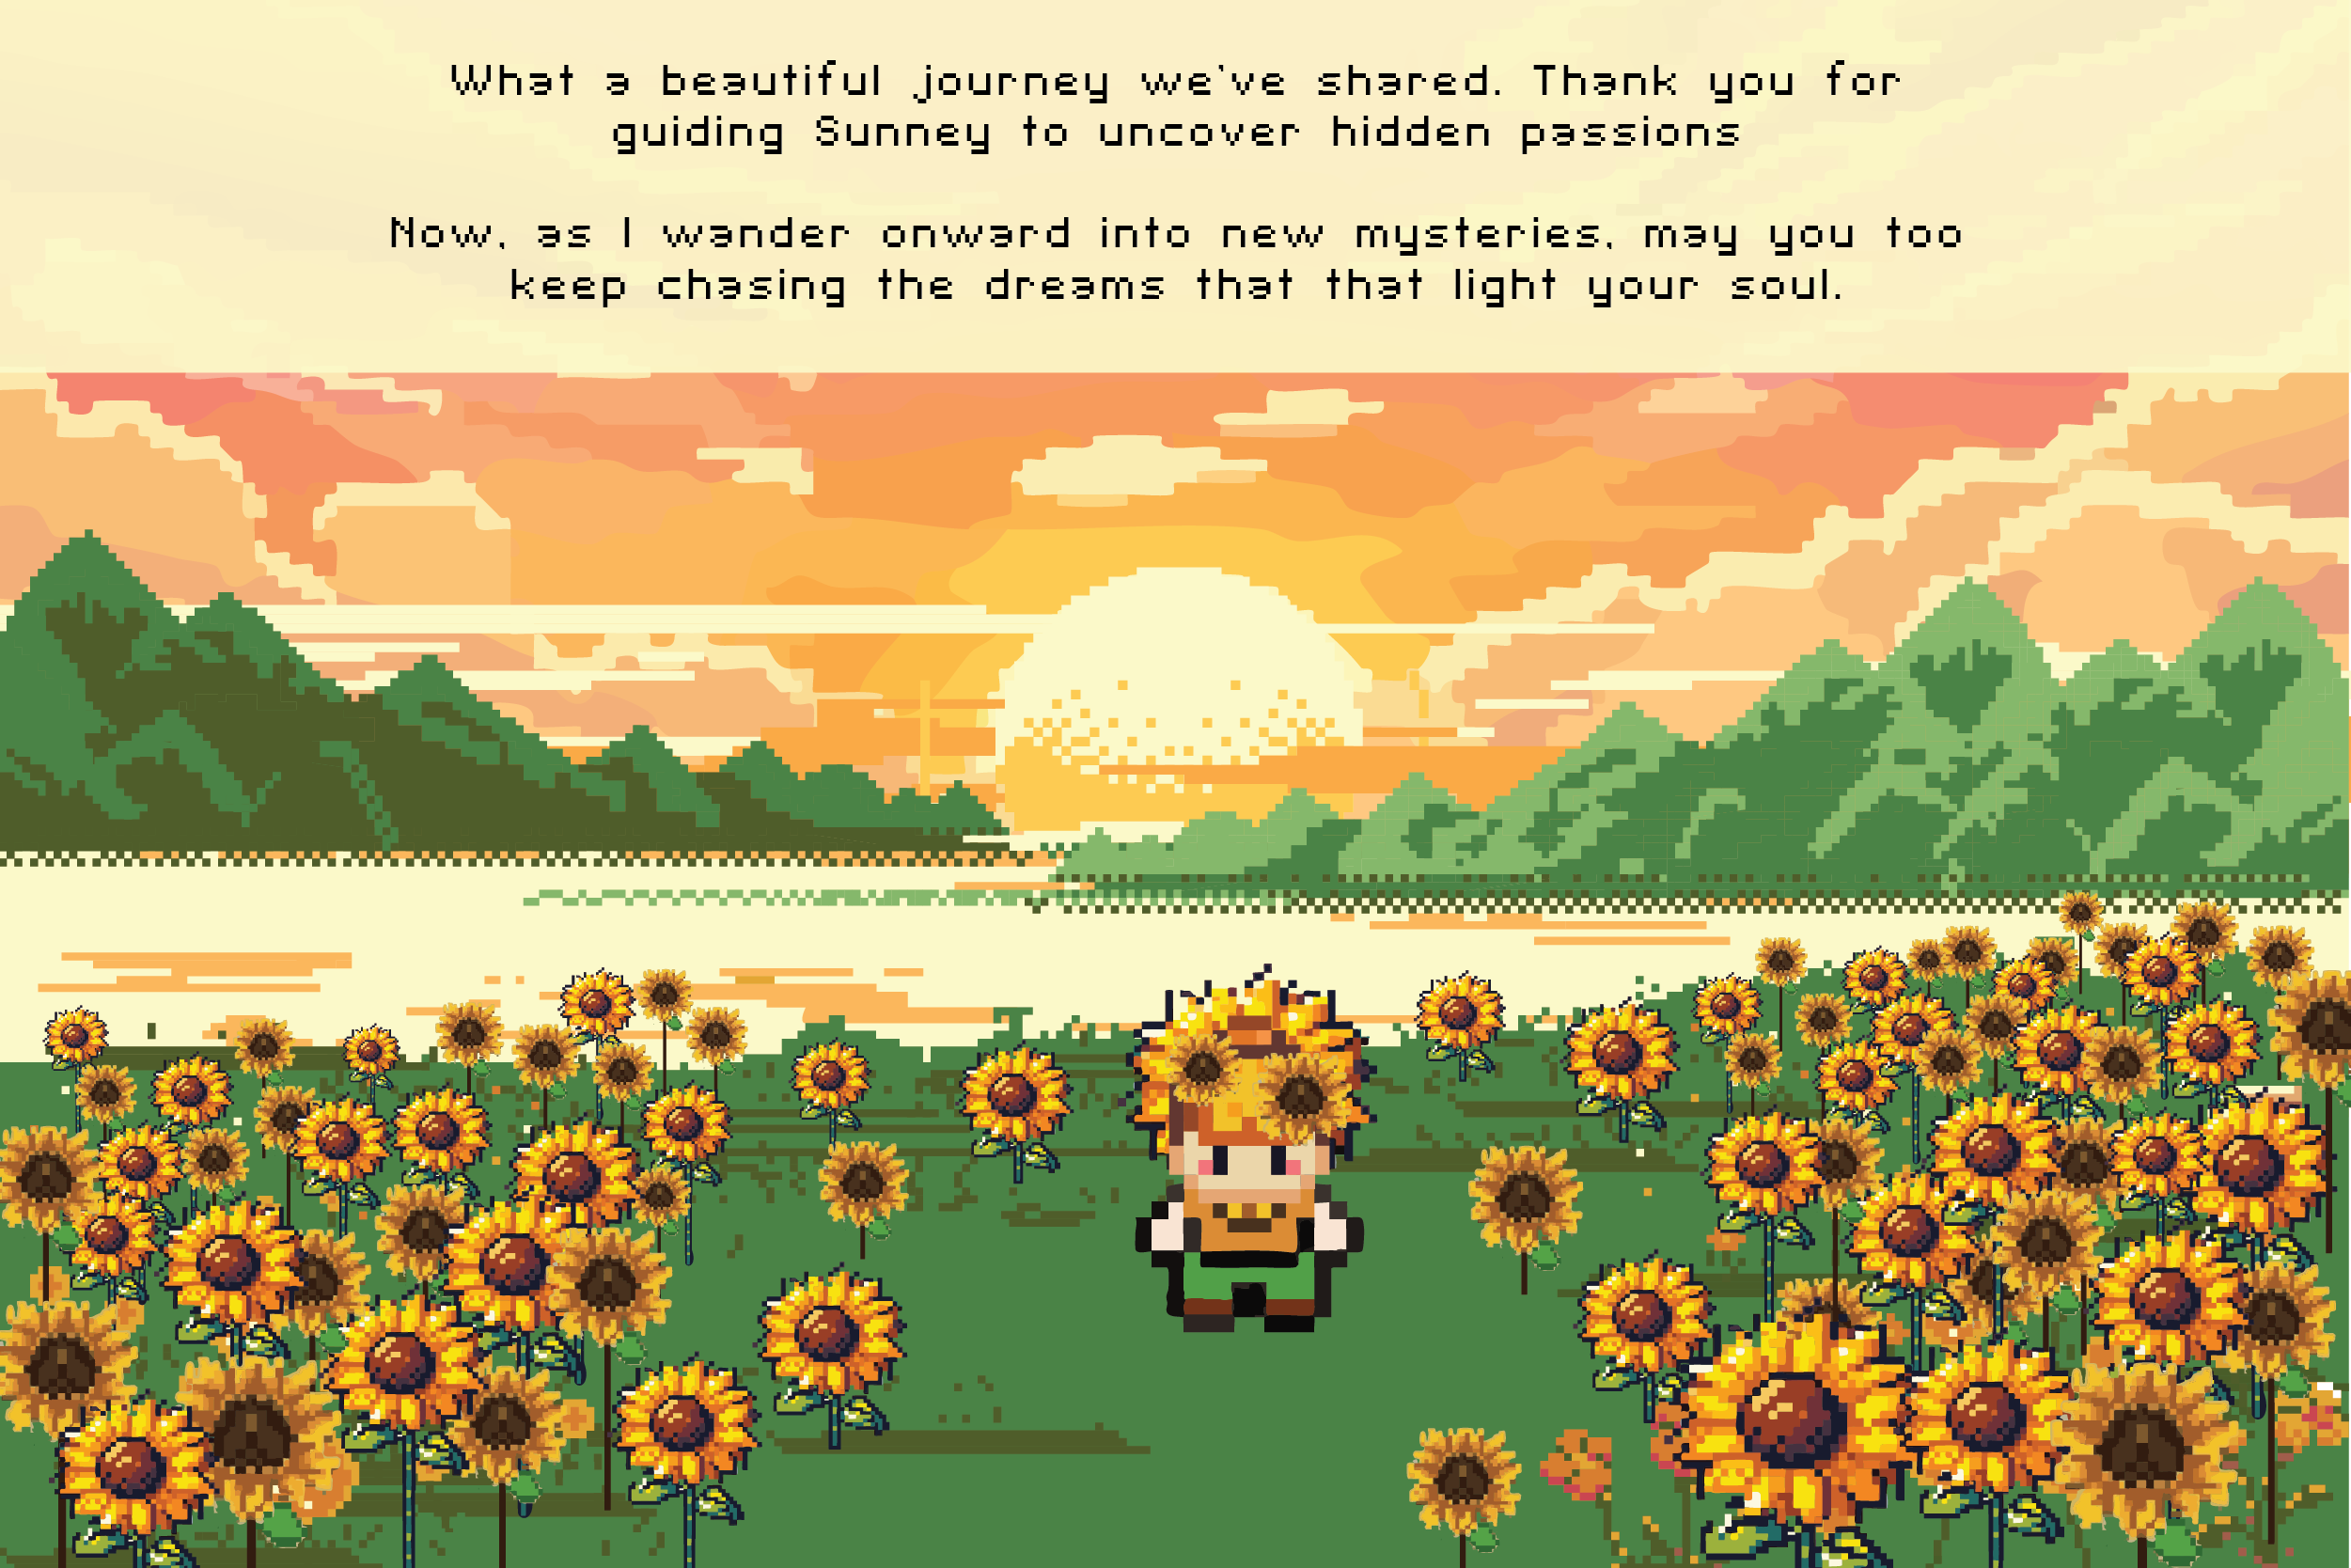 What a beautiful journey we've shared. Thank you for
guiding Sunney to uncover hidden passions
Now, as I wander onward into new mysteries, may you too
keep chasing the dreams that that light your soul.